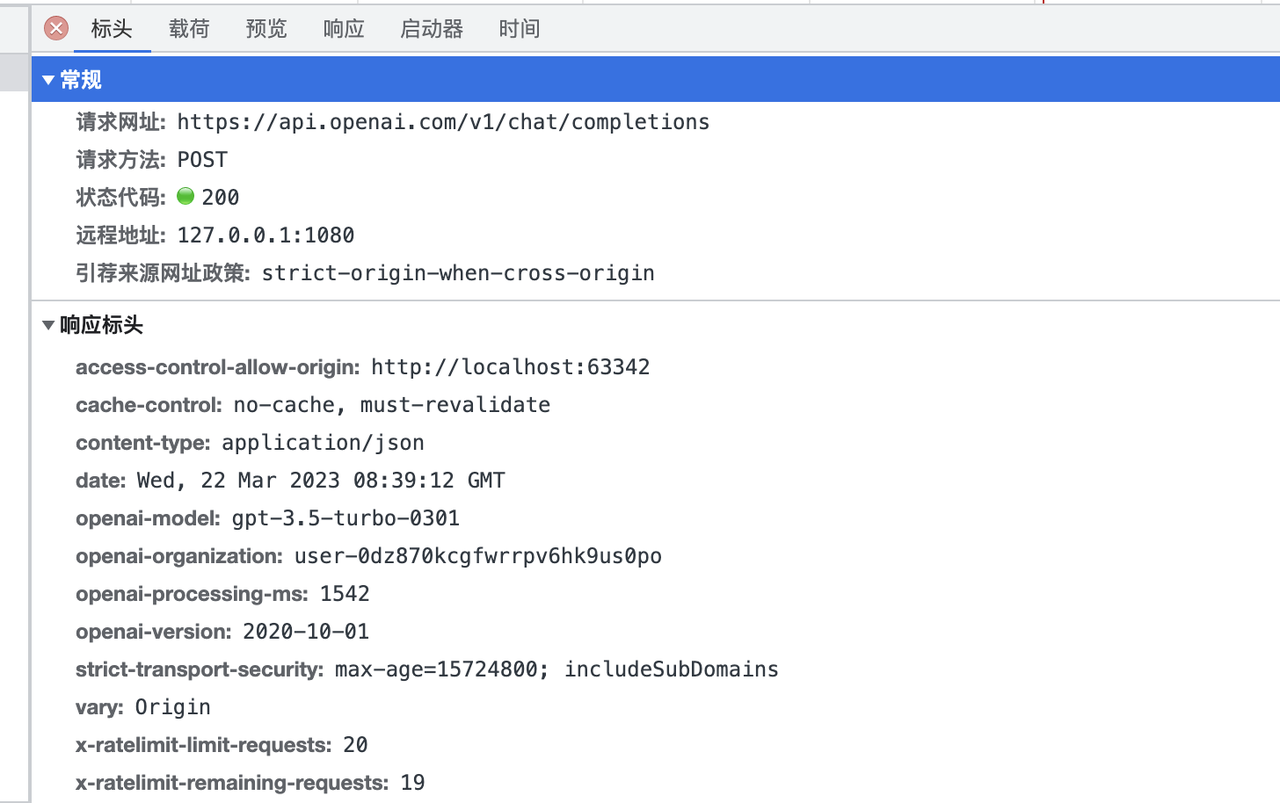 标头 载荷 预览 响应 启动器 时间
常规
请求网址: https://api.openai.com/v1/chat/completions
请求方法: POST
状态代码: 200
远程地址: 127.0.0.1:1080
引荐来源网址政策: strict-origin-when-cross-origin
响应标头
access-control-allow-origin: http://localhost:63342
cache-control: no-cache, must-revalidate
content-type: application/json
date: Wed, 22 Mar 2023 08:39:12 GMT
openai-model: gpt-3.5-turbo-0301
openai-organization: user-0dz870kcgfwrrpv6hk9us0po
openai-processing-ms: 1542
openai-version: 2020-10-01
strict-transport-security: max-age=15724800; includeSubDomains
vary: Origin
x-ratelimit-limit-requests: 20
x-ratelimit-remaining-requests: 19